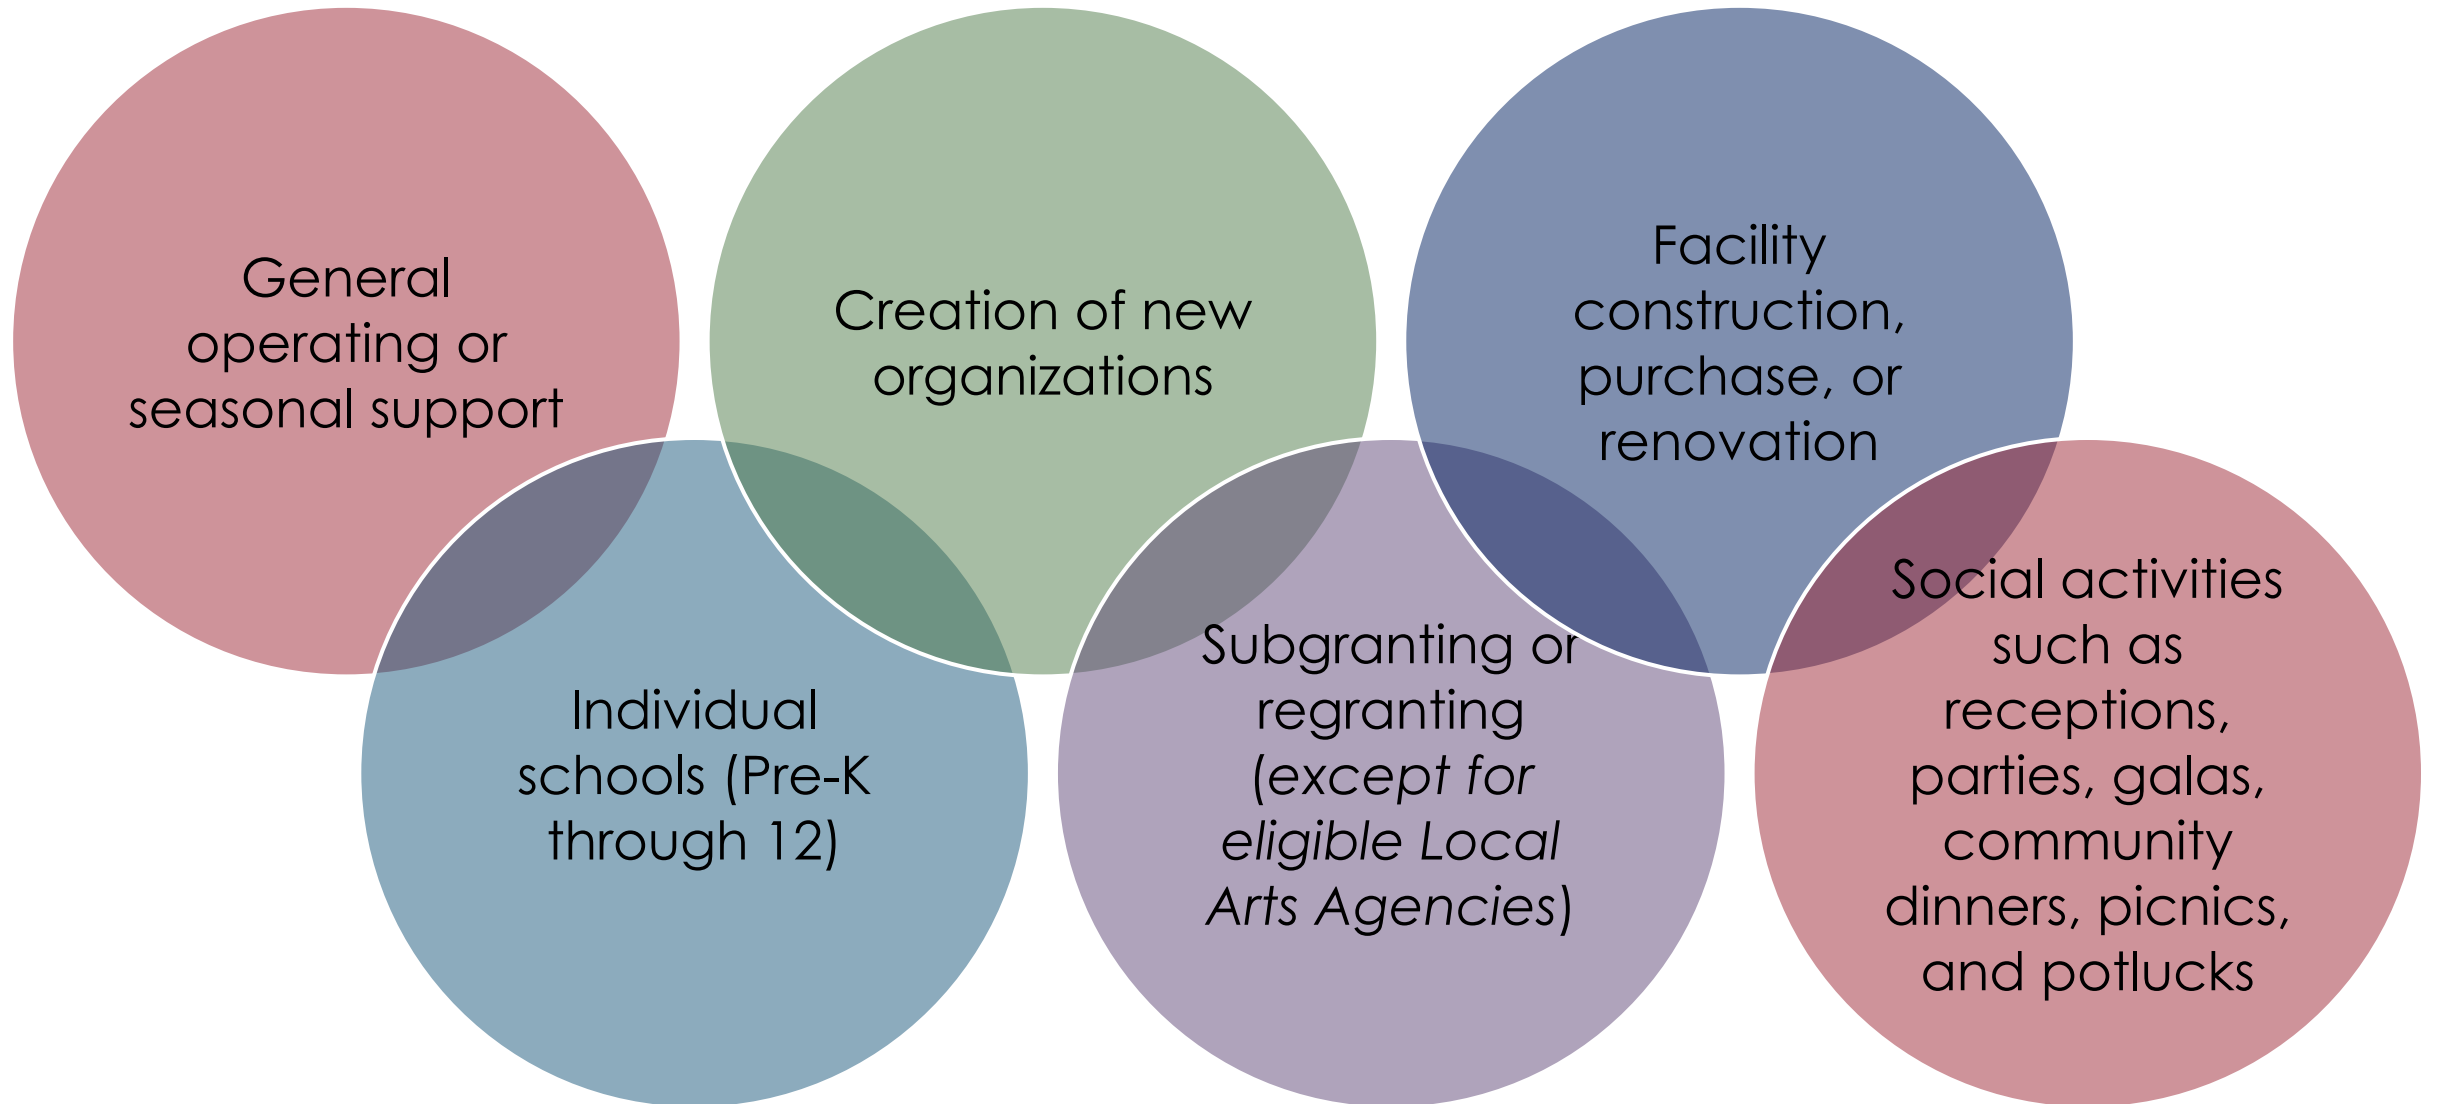 General
operating or
seasonal support
Individual
schools (Pre-K
through 12)
Creation of new
organizations
Subgranting or
regranting
(except for
eligible Local
Arts Agencies)
Facility
construction,
purchase, or
renovation
Social activities
such as
receptions,
parties, galas,
community
dinners, picnics,
and potlucks